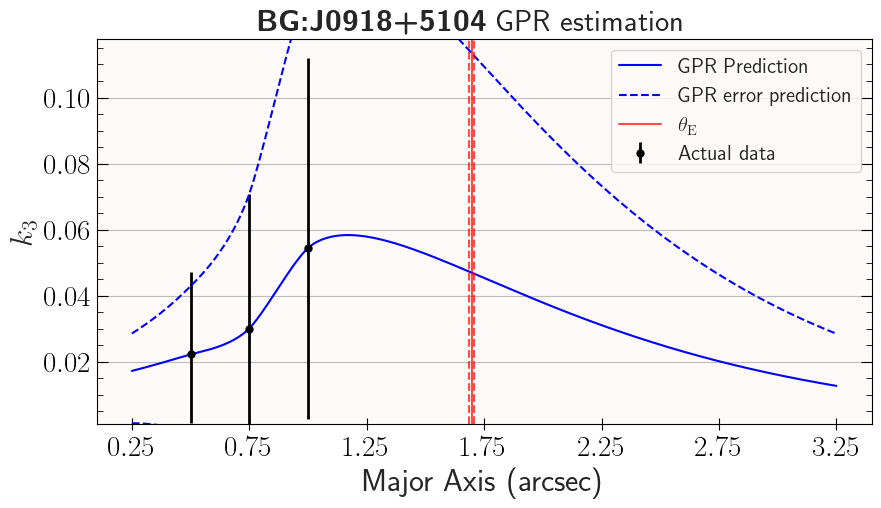 BG:J0918+5104 GPR estimation
GPR Prediction
GPR error prediction
θ_E
Actual data
k_3
0.10
0.08
0.06
0.04
0.02
0.25 0.75 1.25 1.75 2.25 2.75 3.25
Major Axis (arcsec)